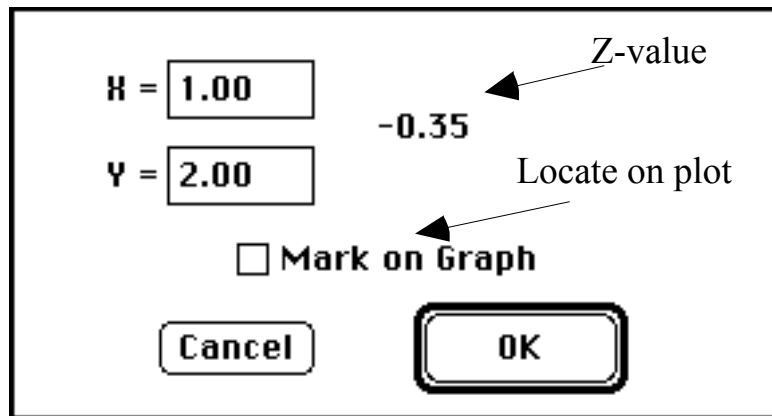 Z-value
X = 1.00
-0.35
Y = 2.00
Locate on plot
Mark on Graph
Cancel
OK